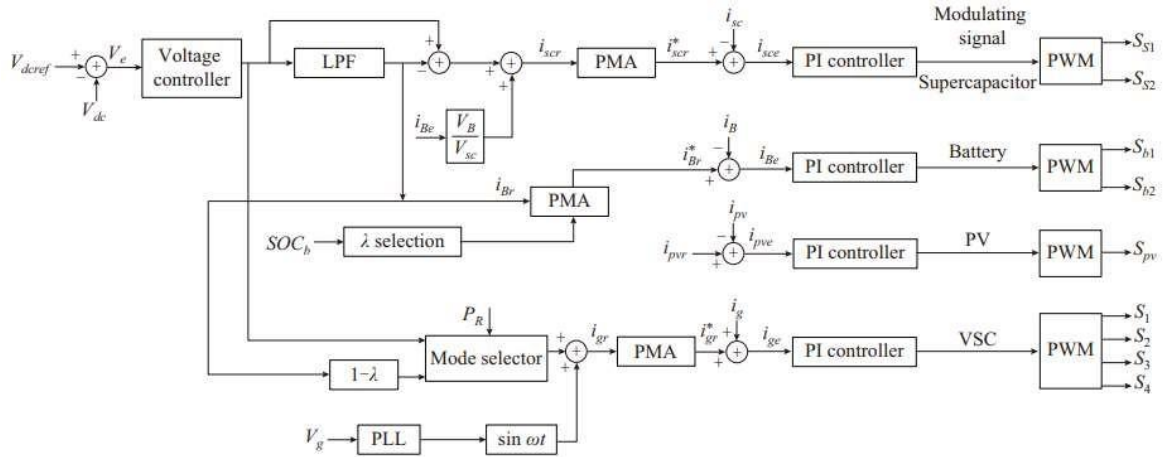 V_dcref + − V_e V_dc
Voltage controller
LPF
+ −
+ +
i_Be
V_B / V_sc
i_scr
PMA
i*_scr + − i_sc i_sce
PI controller
Modulating signal
Supercapacitor
PWM
S_S1
S_S2
i_Br
PMA
i*_Br + − i_B i_Be
PI controller
Battery
PWM
S_b1
S_b2
SOC_b
λ selection
i_pvr + − i_pv i_pve
PI controller
PV
PWM
S_pv
P_R
Mode selector
1−λ
+ +
i_gr
PMA
i*_gr + + i_g i_ge
PI controller
VSC
PWM
S_1
S_2
S_3
S_4
V_g
PLL
sin ωt